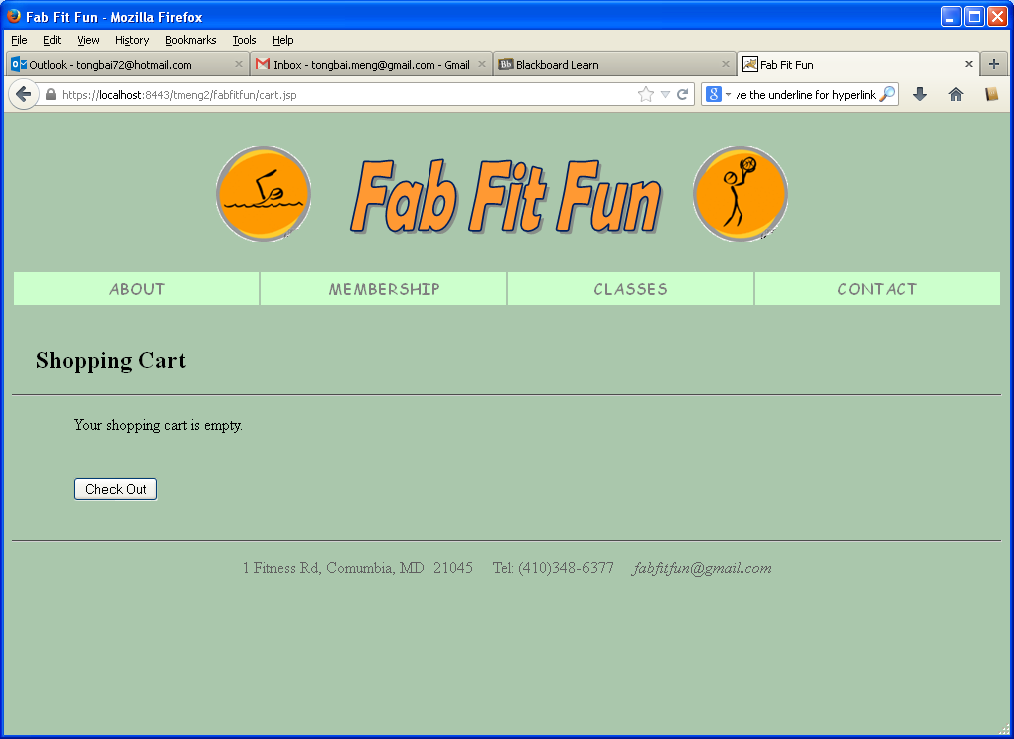 Fab Fit Fun - Mozilla Firefox
File Edit View History Bookmarks Tools Help
Outlook - tongbai72@hotmail.com Inbox - tongbai.meng@gmail.com - Gmail Bb Blackboard Learn Fab Fit Fun
https://localhost:8443/tmeng2/fabfitfun/cart.jsp 8 ve the underline for hyperlink
Fab Fit Fun
ABOUT MEMBERSHIP CLASSES CONTACT
Shopping Cart
Your shopping cart is empty.
Check Out
1 Fitness Rd, Comumbia, MD 21045 Tel: (410)348-6377 fabfitfun@gmail.com